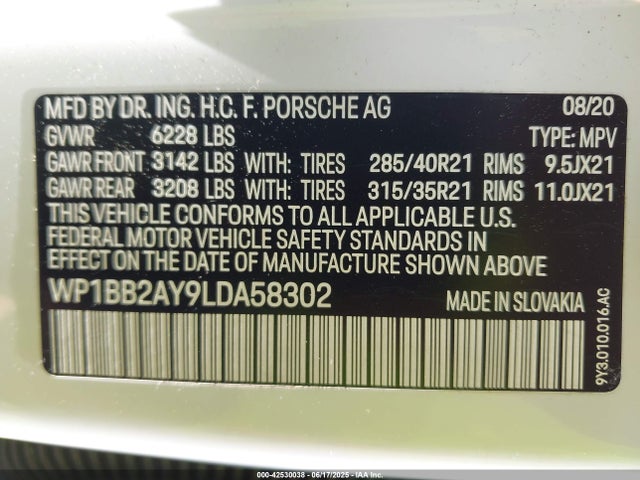 MFD BY DR. ING. H.C. F. PORSCHE AG 08/20
GVWR 6228 LBS TYPE: MPV
GAWR FRONT 3142 LBS WITH: TIRES 285/40R21 RIMS 9.5JX21
GAWR REAR 3208 LBS WITH: TIRES 315/35R21 RIMS 11.0JX21
THIS VEHICLE CONFORMS TO ALL APPLICABLE U.S.
FEDERAL MOTOR VEHICLE SAFETY STANDARDS IN
EFFECT ON THE DATE OF MANUFACTURE SHOWN ABOVE
WP1BB2AY9LDA58302 MADE IN SLOVAKIA
9Y3.010.016.AC
000-42530038 - 06/17/2025 - IAA Inc.